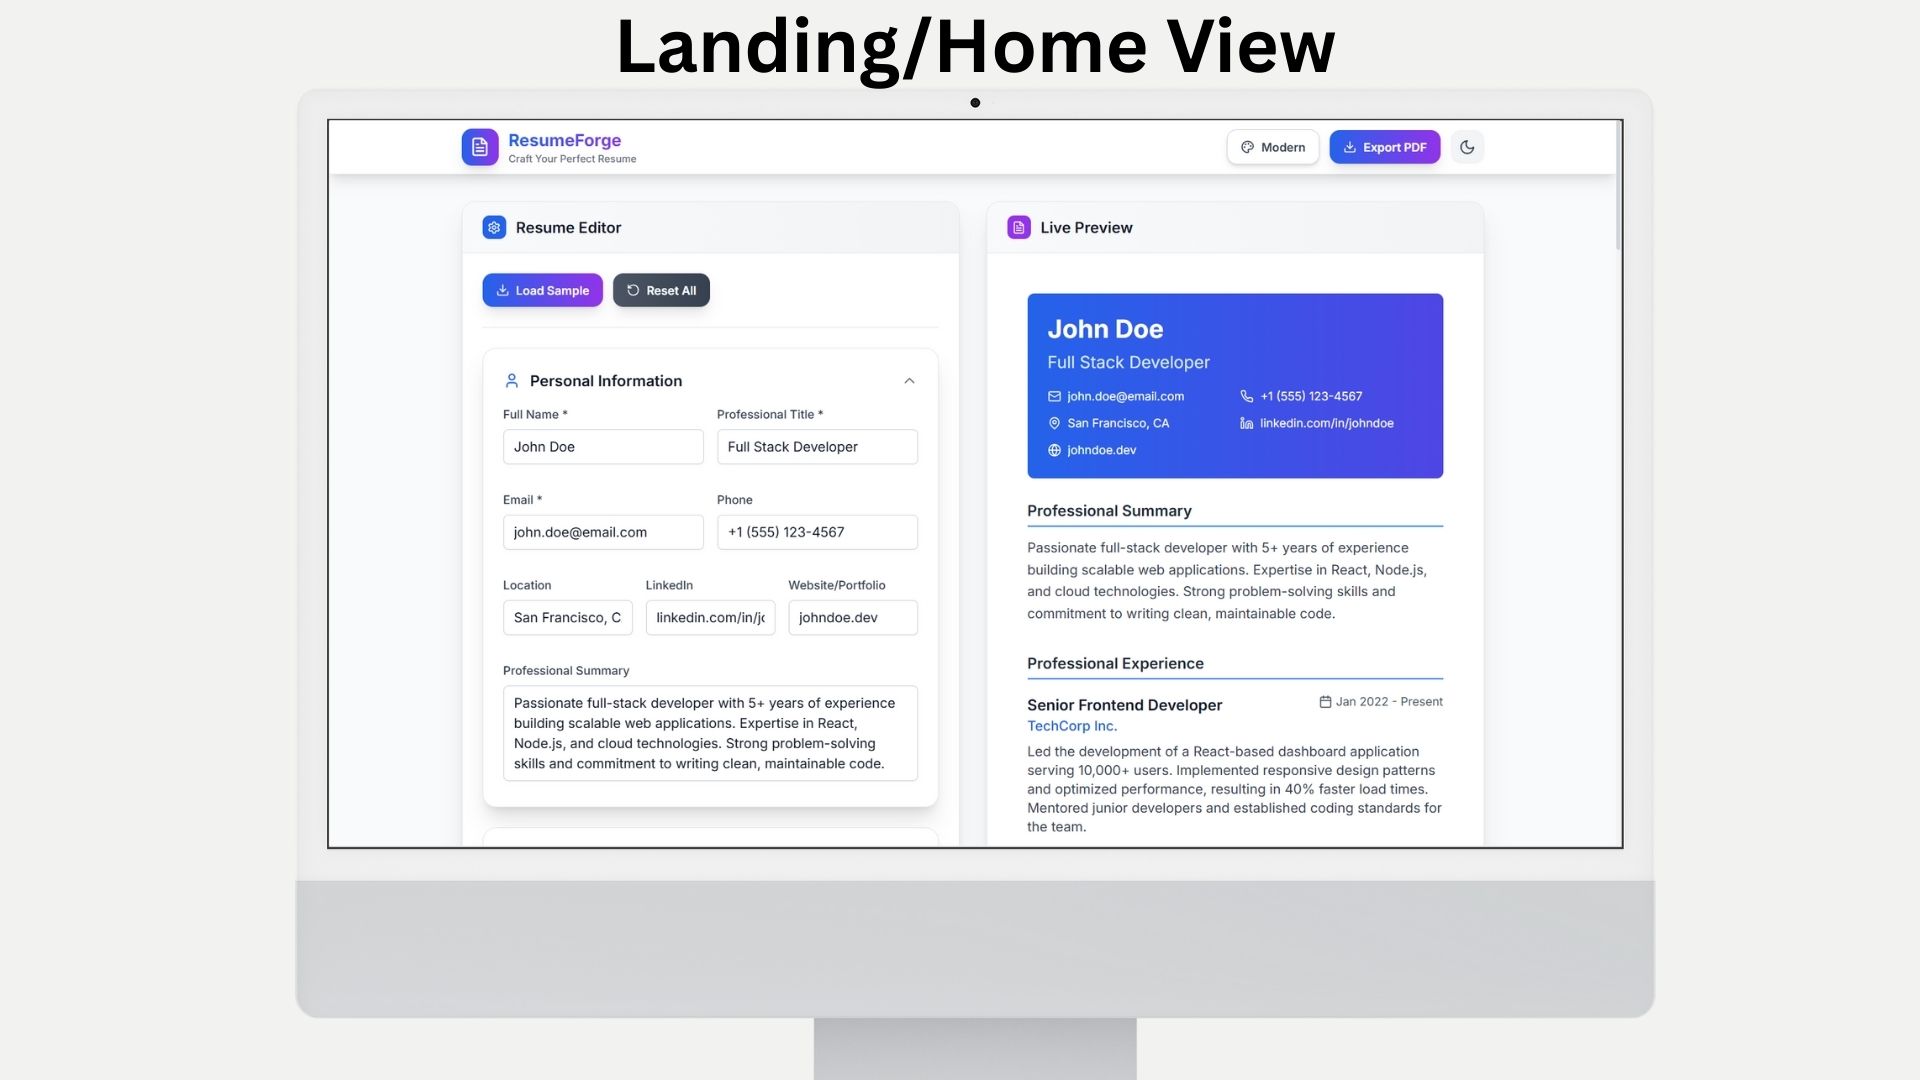 Landing/Home View
ResumeForge
Craft Your Perfect Resume
Modern
Export PDF
Resume Editor
Load Sample
Reset All
Personal Information
Full Name *
Professional Title *
John Doe
Full Stack Developer
Email *
Phone
john.doe@email.com
+1 (555) 123-4567
Location
LinkedIn
Website/Portfolio
San Francisco, C
linkedin.com/in/jo
johndoe.dev
Professional Summary
Passionate full-stack developer with 5+ years of experience
building scalable web applications. Expertise in React,
Node.js, and cloud technologies. Strong problem-solving
skills and commitment to writing clean, maintainable code.
Live Preview
John Doe
Full Stack Developer
john.doe@email.com
+1 (555) 123-4567
San Francisco, CA
linkedin.com/in/johndoe
johndoe.dev
Professional Summary
Passionate full-stack developer with 5+ years of experience
building scalable web applications. Expertise in React, Node.js,
and cloud technologies. Strong problem-solving skills and
commitment to writing clean, maintainable code.
Professional Experience
Senior Frontend Developer
Jan 2022 - Present
TechCorp Inc.
Led the development of a React-based dashboard application
serving 10,000+ users. Implemented responsive design patterns
and optimized performance, resulting in 40% faster load times.
Mentored junior developers and established coding standards for
the team.